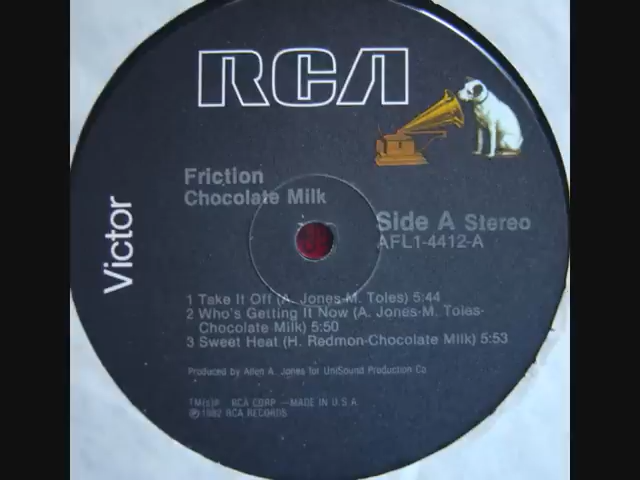 RCA
Friction
Chocolate Milk
Side A Stereo
AFL1-4412-A
Victor
1 Take It Off (A. Jones-M. Toles) 5:44
2 Who's Getting It Now (A. Jones-M. Toles-
Chocolate Milk) 5:50
3 Sweet Heat (H. Redmon-Chocolate Milk) 5:53
Produced by Allen A. Jones for UniSound Production Co
TM(s)® RCA CORP.—MADE IN U.S.A.
℗1982 RCA RECORDS